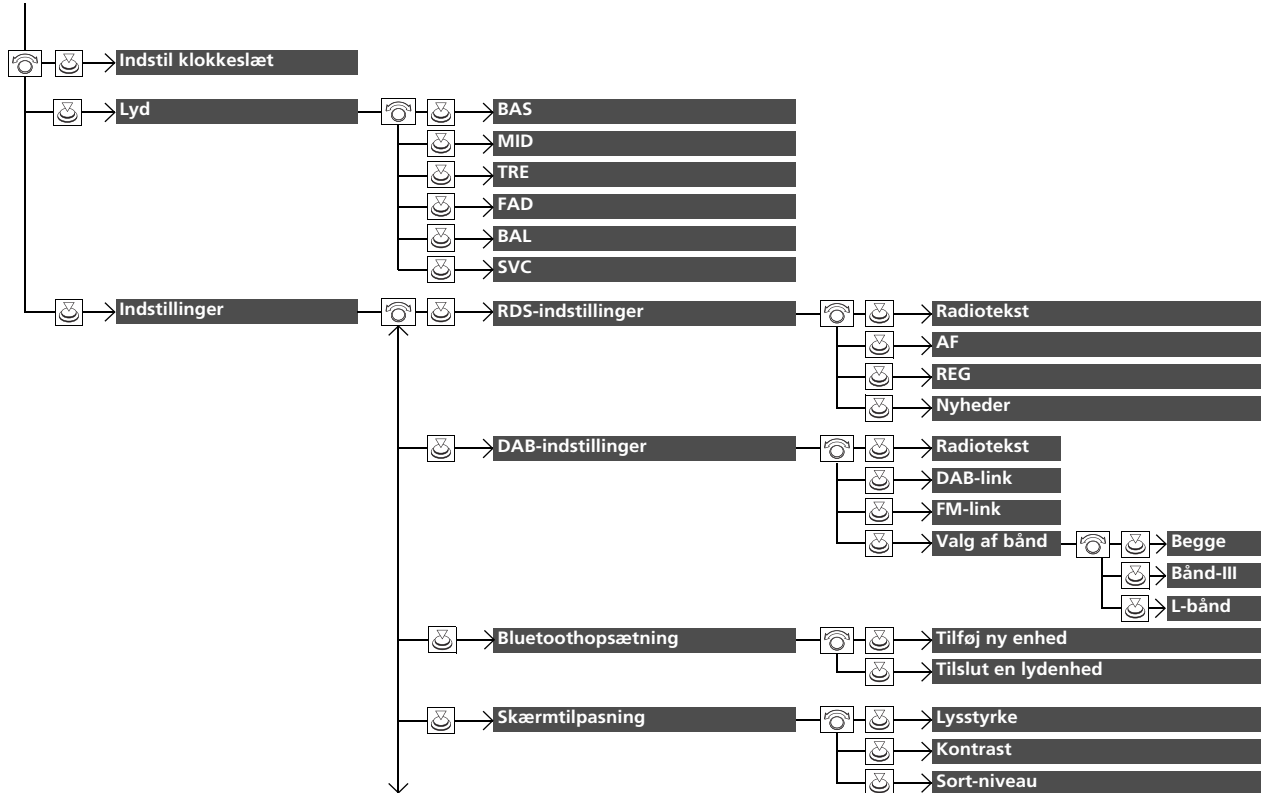 Indstil klokkeslæt
Lyd
BAS
MID
TRE
FAD
BAL
SVC
Indstillinger
RDS-indstillinger
Radiotekst
AF
REG
Nyheder
DAB-indstillinger
Radiotekst
DAB-link
FM-link
Valg af bånd
Begge
Bånd-III
L-bånd
Bluetoothopsætning
Tilføj ny enhed
Tilslut en lydenhed
Skærmtilpasning
Lysstyrke
Kontrast
Sort-niveau